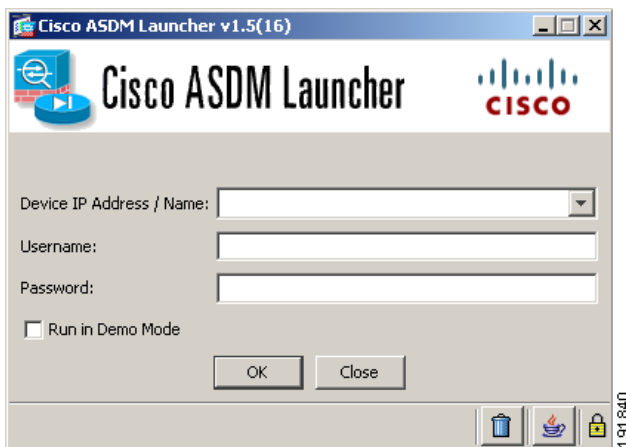 Cisco ASDM Launcher v1.5(16)
Cisco ASDM Launcher
CISCO
Device IP Address / Name:
Username:
Password:
Run in Demo Mode
OK
Close
191840